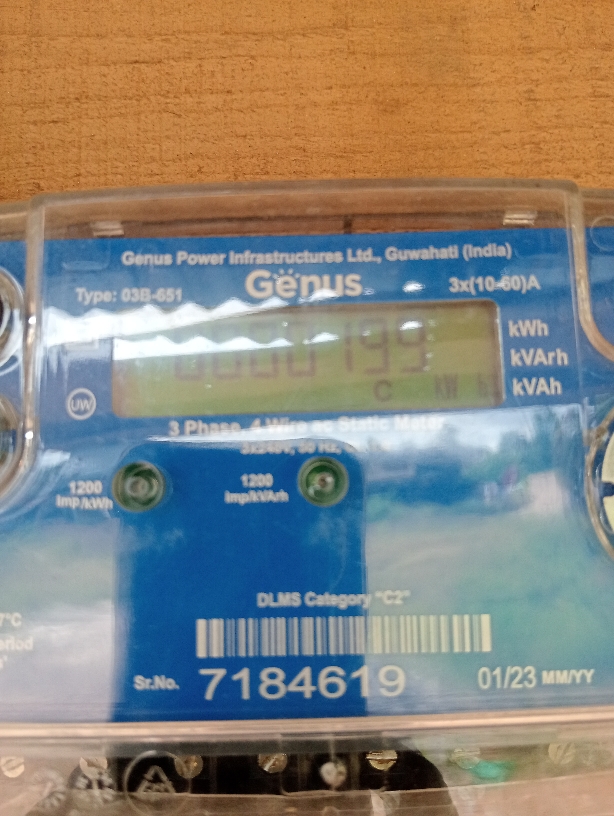 Genus Power Infrastructures Ltd., Guwahati (India)
Genus
Type: 03B-651
3x(10-60)A
kWh
kVArh
kVAh
C
UW
3 Phase, 4 Wire ac Static Meter
1200
Imp/kWh
1200
Imp/kVArh
DLMS Category "C2"
Sr.No. 7184619
01/23 MM/YY